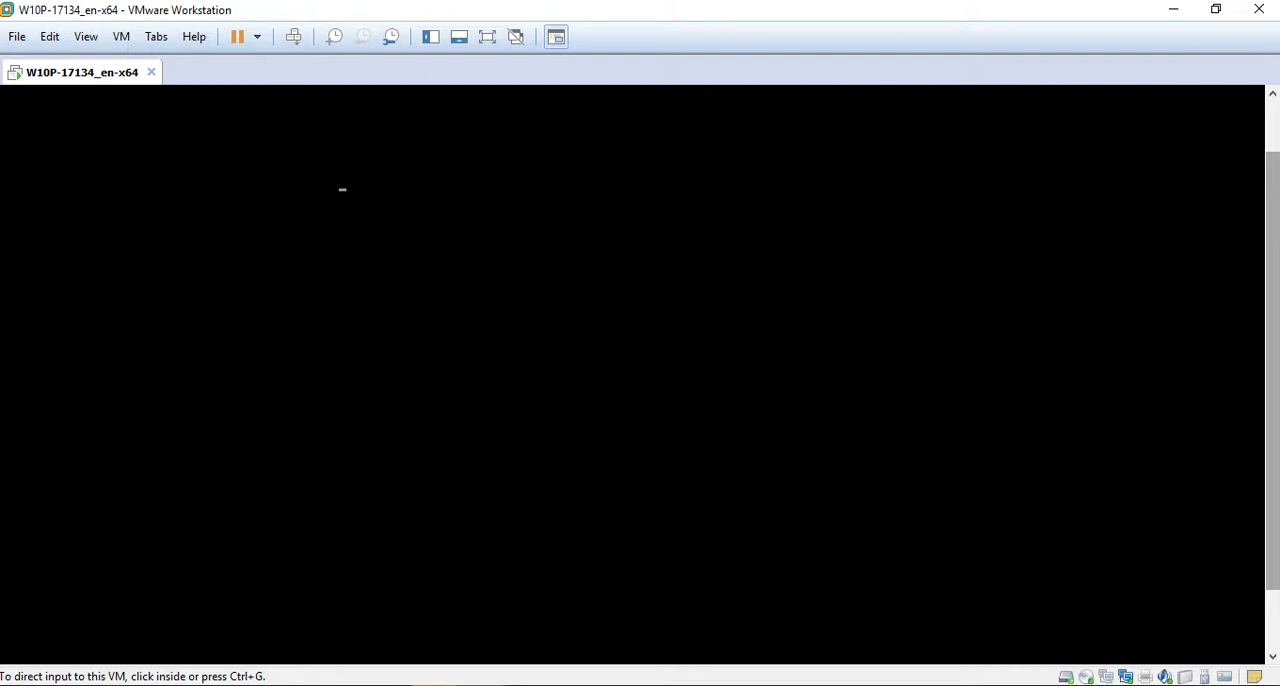 W10P-17134_en-x64 - VMware Workstation
File Edit View VM Tabs Help
W10P-17134_en-x64
To direct input to this VM, click inside or press Ctrl+G.